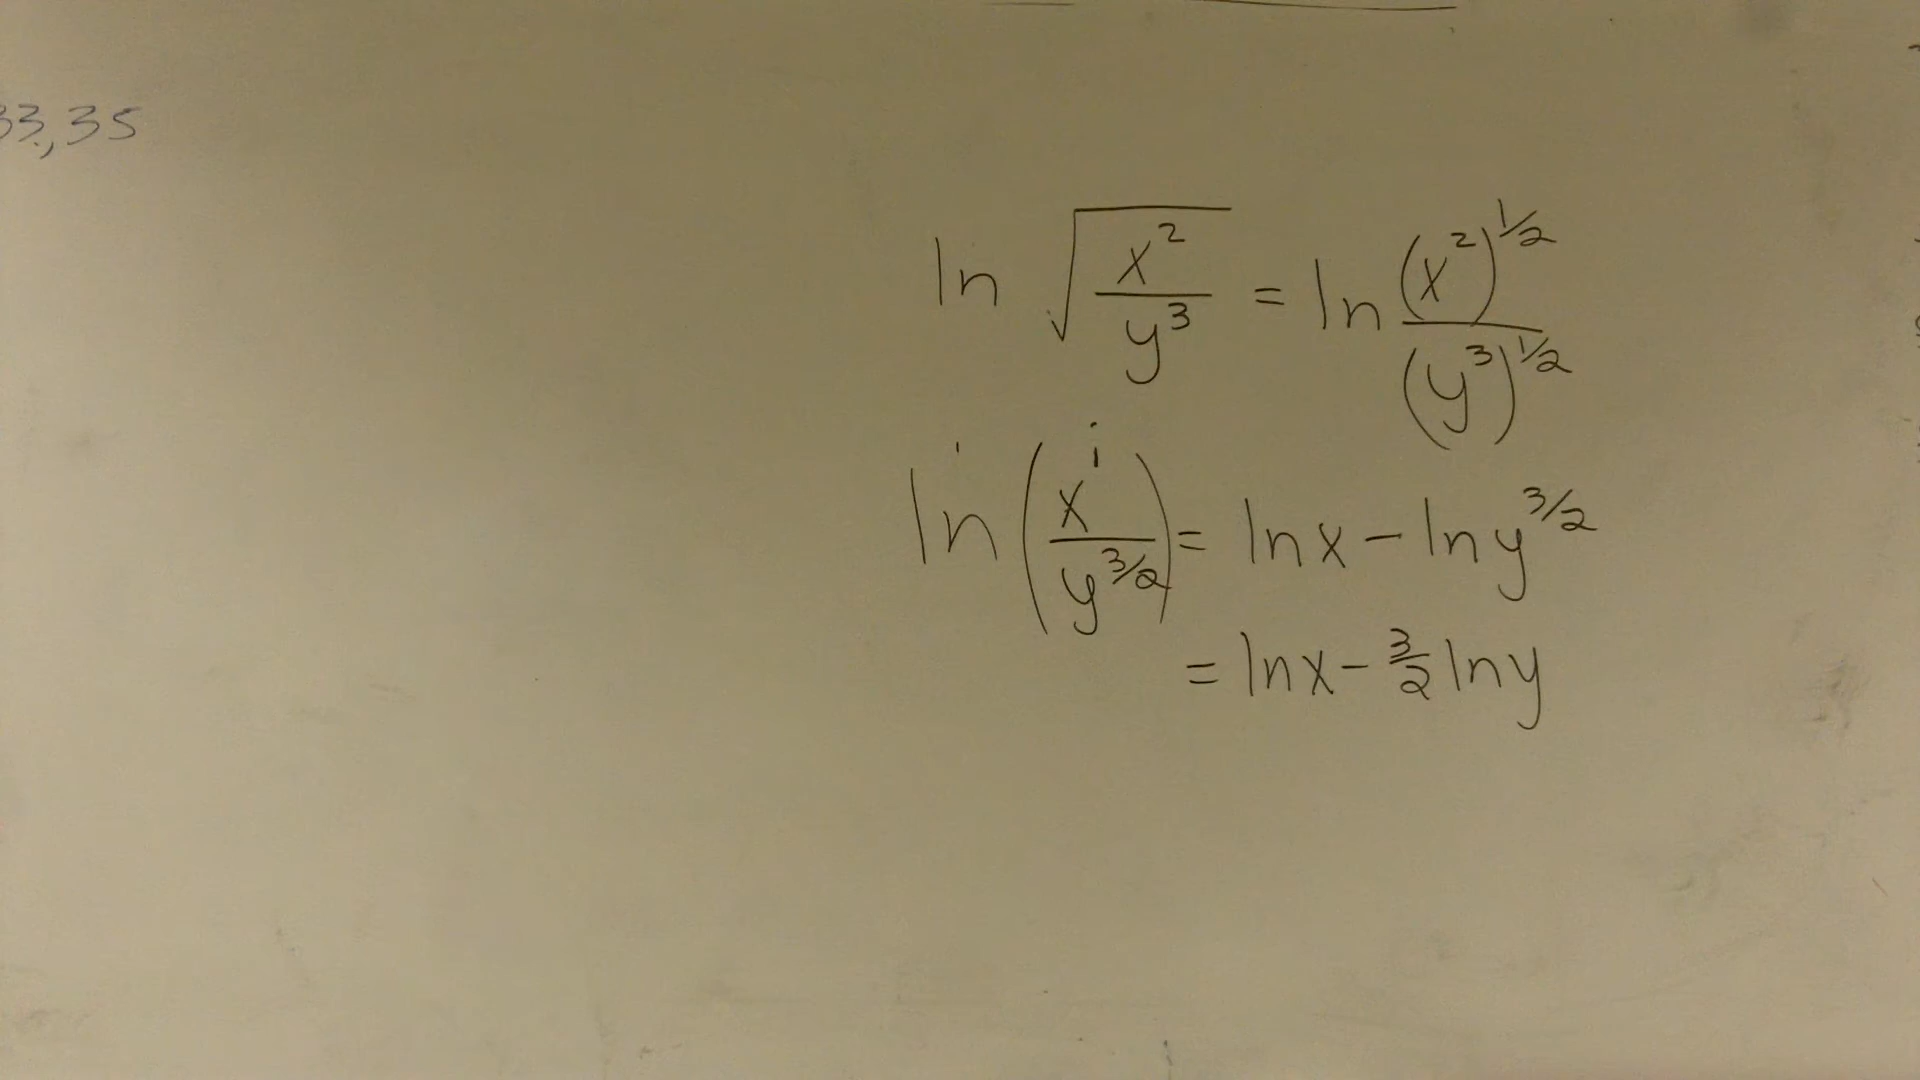 33, 35
ln √(x²/y³) = ln (x²)^½ / (y³)^½
ln (x^1 / y^3/2) = ln x - ln y^3/2
= ln x - 3/2 ln y